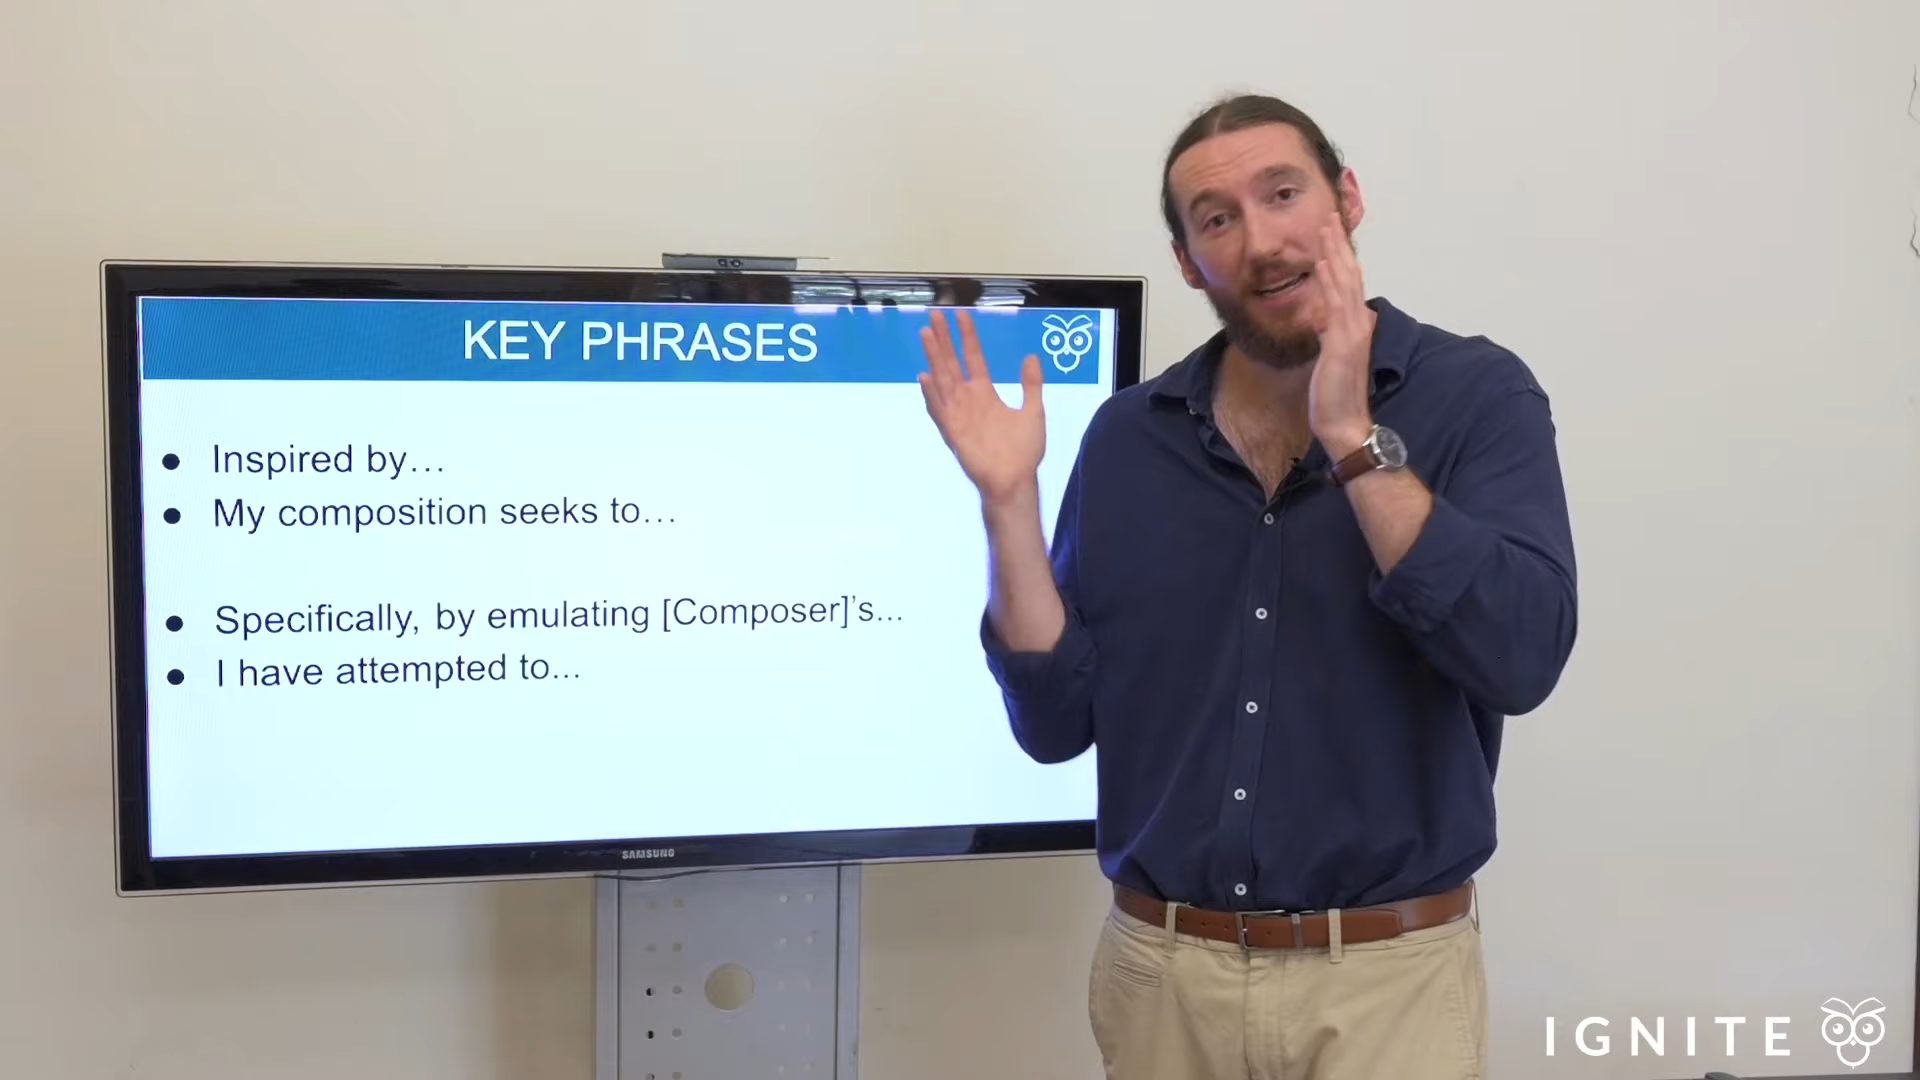 KEY PHRASES
● Inspired by…
● My composition seeks to…
● Specifically, by emulating [Composer]’s...
● I have attempted to...
SAMSUNG
IGNITE